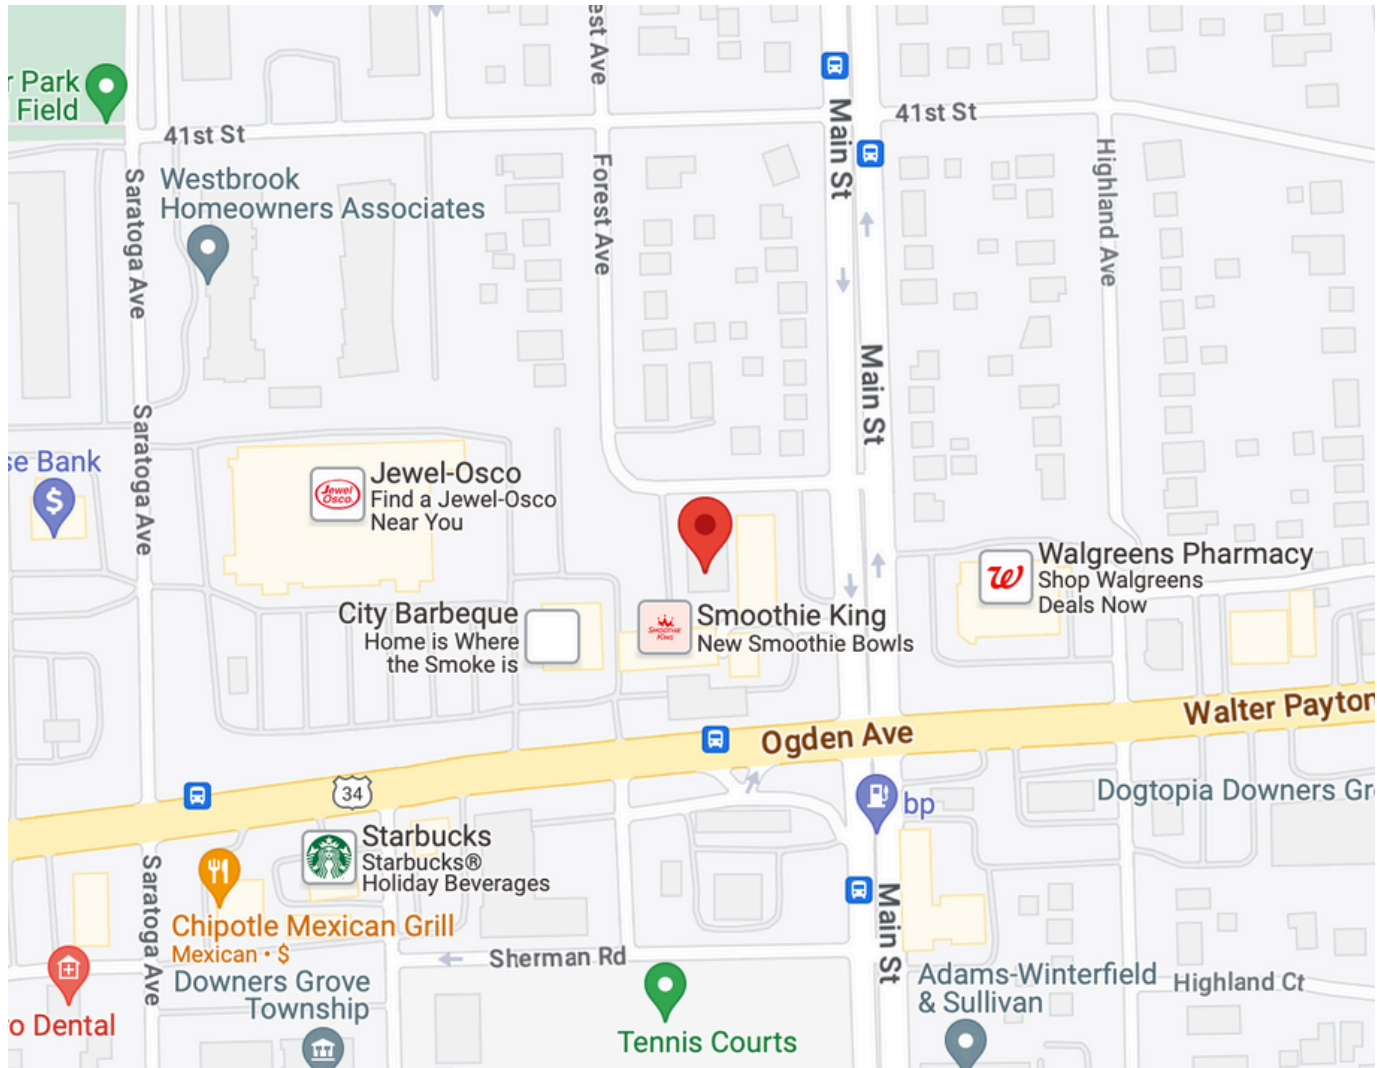 est Ave
r Park
Field
41st St
41st St
Main St
Westbrook
Homeowners Associates
Forest Ave
Highland Ave
Saratoga Ave
Main St
Saratoga Ave
se Bank
$
Jewel
Osco
Jewel-Osco
Find a Jewel-Osco
Near You
W
Walgreens Pharmacy
Shop Walgreens
Deals Now
City Barbeque
Home is Where
the Smoke is
SMOOTHIE
KING
Smoothie King
New Smoothie Bowls
Walter Payton
Ogden Ave
34
bp
Dogtopia Downers Gr
Starbucks
Starbucks®
Holiday Beverages
Saratoga Ave
Chipotle Mexican Grill
Mexican • $
Main St
Sherman Rd
Downers Grove
Township
Adams-Winterfield
& Sullivan
Highland Ct
o Dental
Tennis Courts